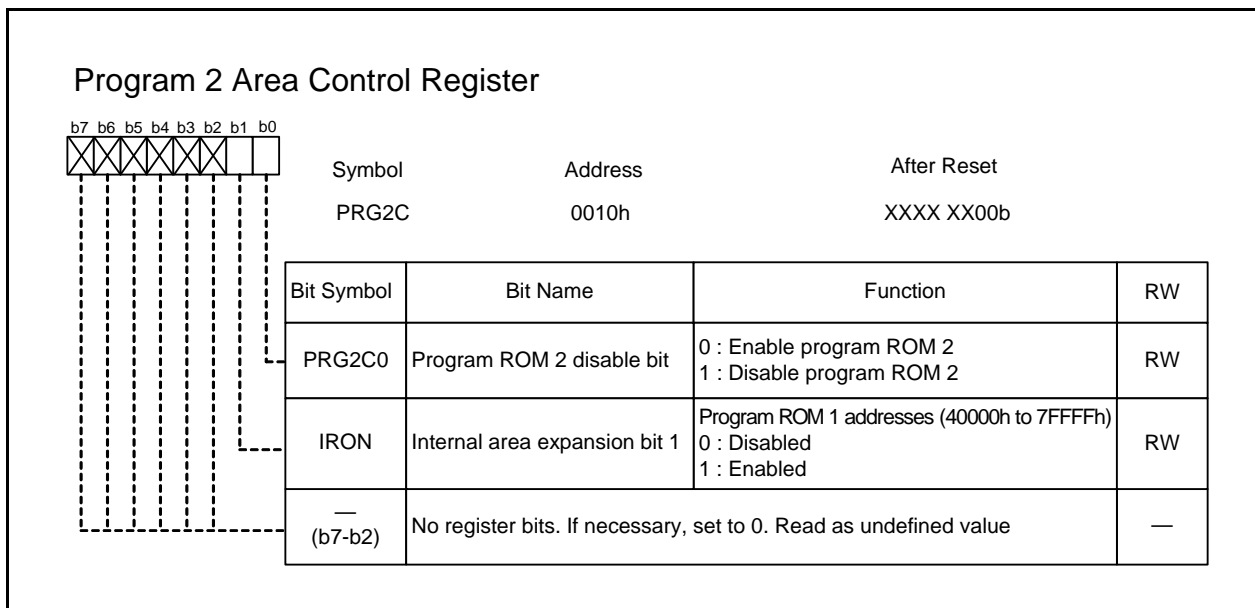 Program 2 Area Control Register
b7 b6 b5 b4 b3 b2 b1 b0
Symbol Address After Reset
PRG2C 0010h XXXX XX00b
Bit Symbol Bit Name Function RW
PRG2C0 Program ROM 2 disable bit 0 : Enable program ROM 2
1 : Disable program ROM 2 RW
IRON Internal area expansion bit 1 Program ROM 1 addresses (40000h to 7FFFFh)
0 : Disabled
1 : Enabled RW
—
(b7-b2) No register bits. If necessary, set to 0. Read as undefined value —